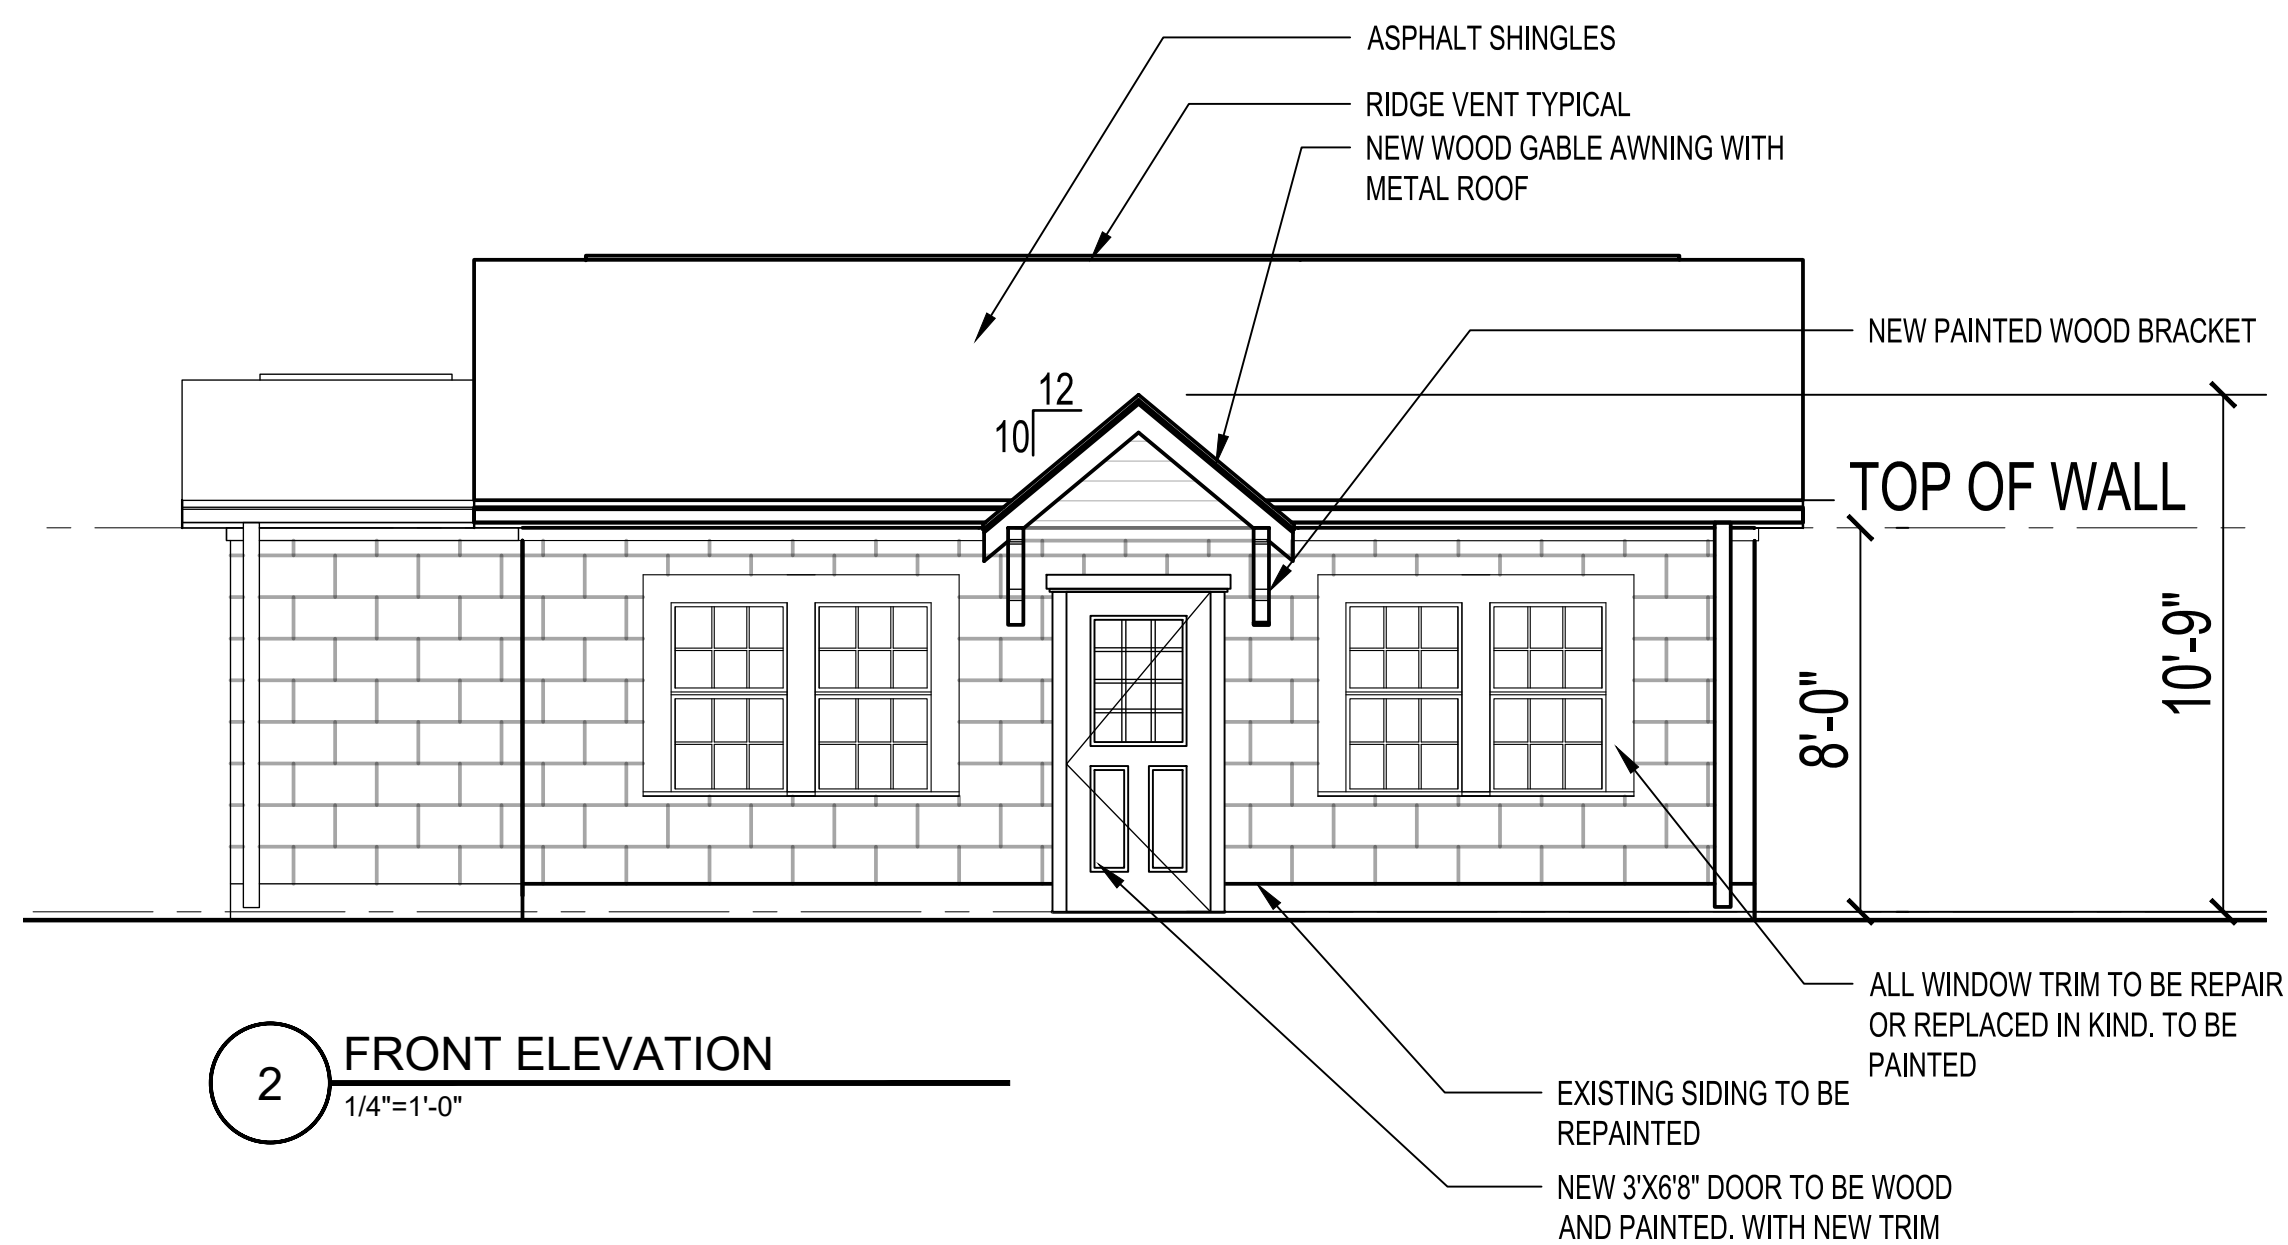 ASPHALT SHINGLES
RIDGE VENT TYPICAL
NEW WOOD GABLE AWNING WITH
METAL ROOF
NEW PAINTED WOOD BRACKET
12
10
TOP OF WALL
8'-0"
10'-9"
ALL WINDOW TRIM TO BE REPAIR
OR REPLACED IN KIND. TO BE
PAINTED
2
FRONT ELEVATION
1/4"=1'-0"
EXISTING SIDING TO BE
REPAINTED
NEW 3'X6'8" DOOR TO BE WOOD
AND PAINTED. WITH NEW TRIM